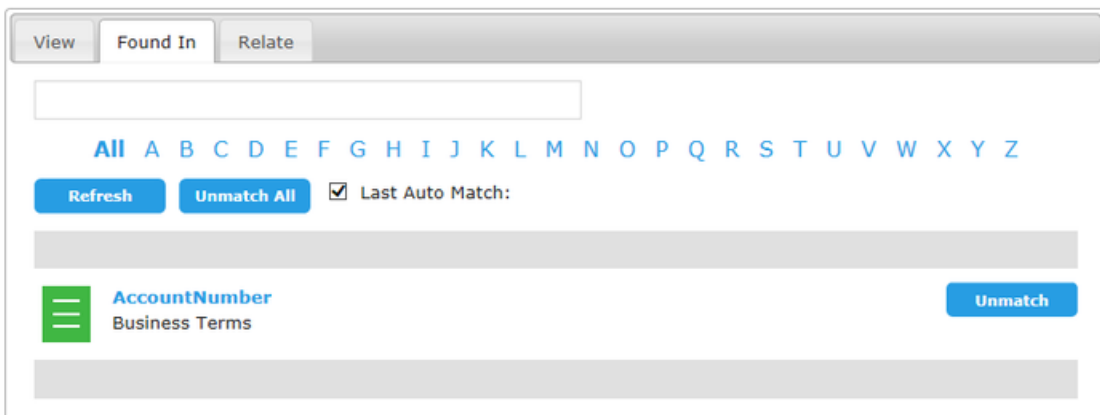 View Found In Relate
All A B C D E F G H I J K L M N O P Q R S T U V W X Y Z
Refresh Unmatch All Last Auto Match:
AccountNumber Unmatch
Business Terms